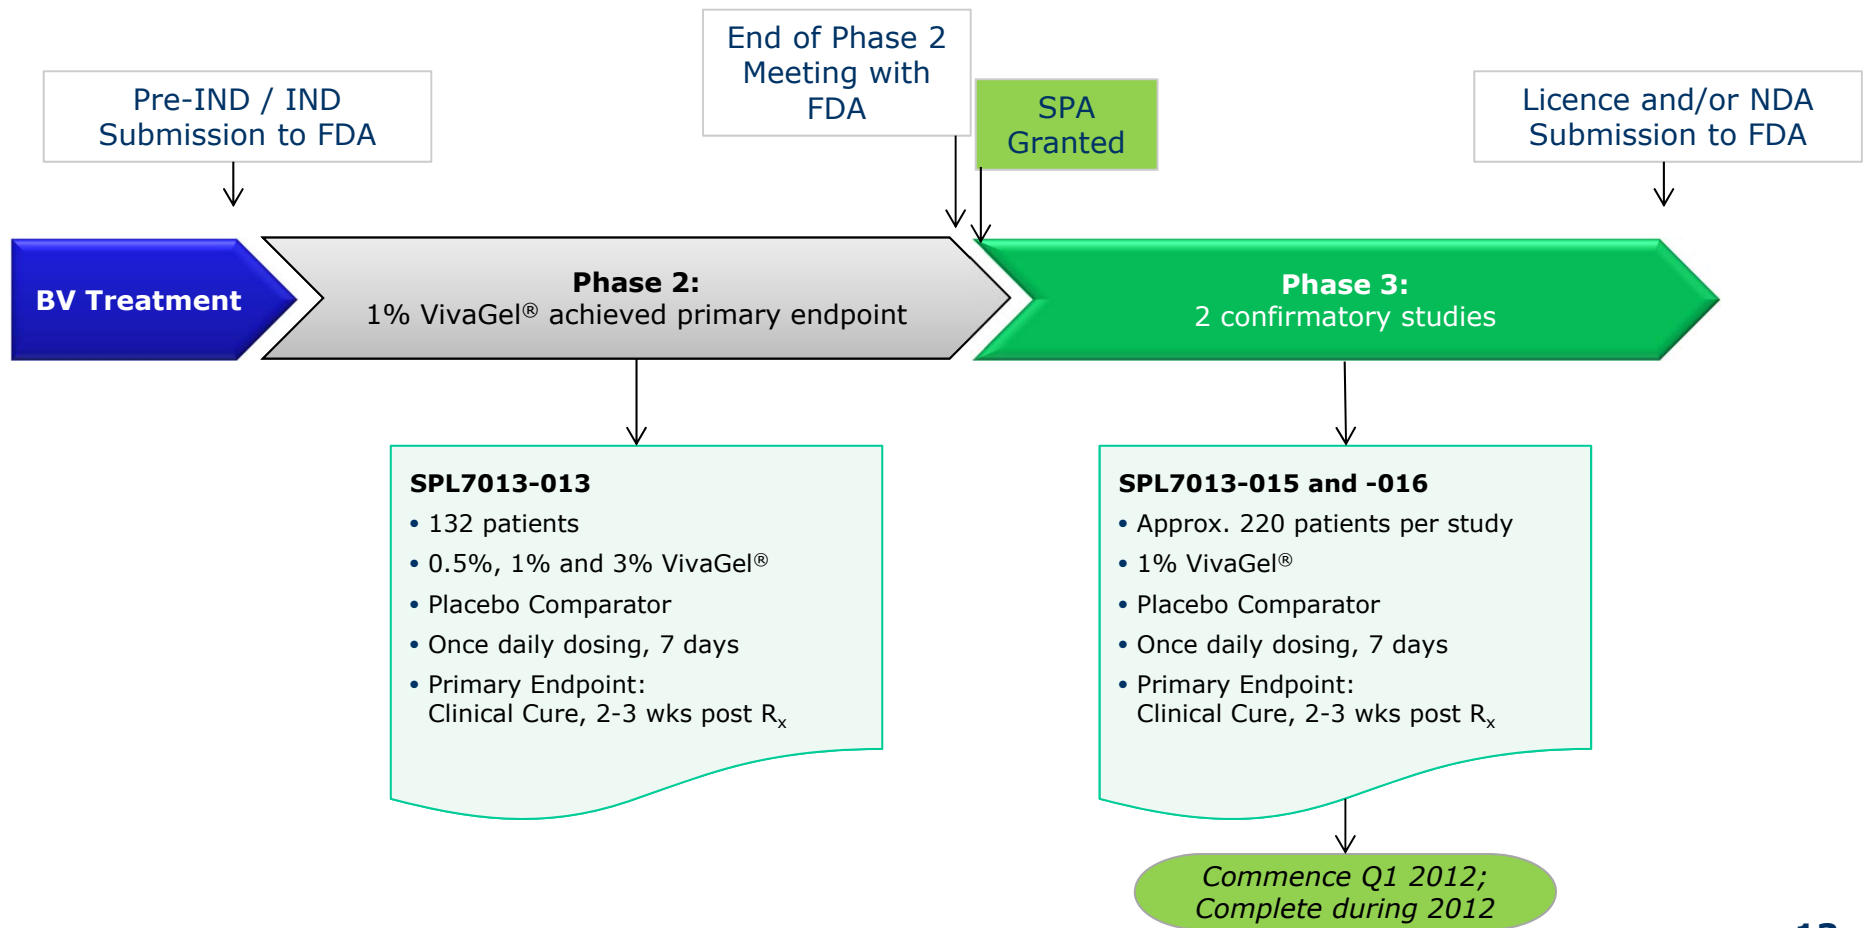 Pre-IND / IND
Submission to FDA
End of Phase 2
Meeting with
FDA
SPA
Granted
Licence and/or NDA
Submission to FDA
BV Treatment
Phase 2:
1% VivaGel® achieved primary endpoint
Phase 3:
2 confirmatory studies
SPL7013-013
• 132 patients
• 0.5%, 1% and 3% VivaGel®
• Placebo Comparator
• Once daily dosing, 7 days
• Primary Endpoint:
Clinical Cure, 2-3 wks post Rx
SPL7013-015 and -016
• Approx. 220 patients per study
• 1% VivaGel®
• Placebo Comparator
• Once daily dosing, 7 days
• Primary Endpoint:
Clinical Cure, 2-3 wks post Rx
Commence Q1 2012;
Complete during 2012